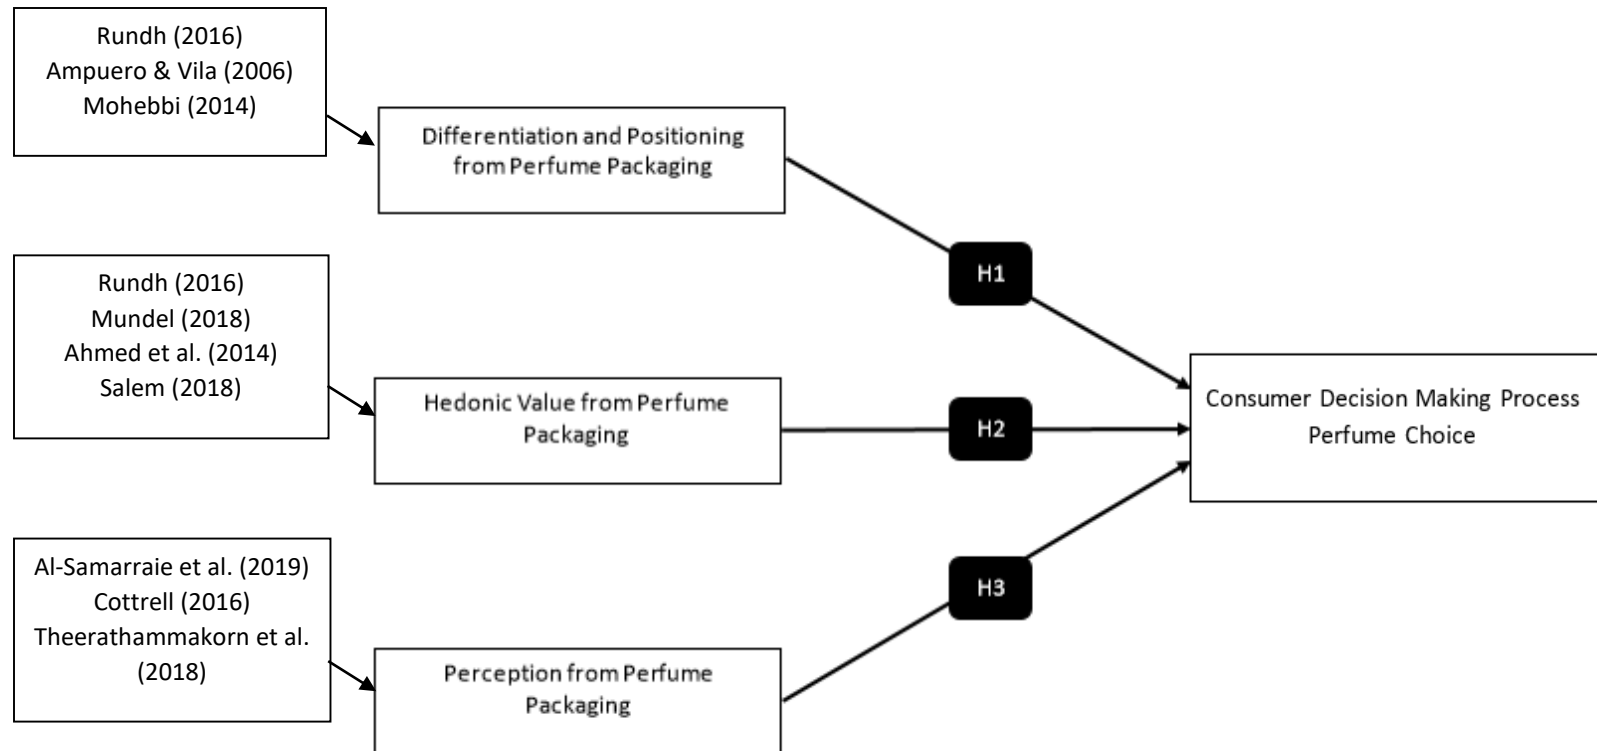 Rundh (2016)
Ampuero & Vila (2006)
Mohebbi (2014)
Differentiation and Positioning
from Perfume Packaging
H1
Rundh (2016)
Mundel (2018)
Ahmed et al. (2014)
Salem (2018)
Hedonic Value from Perfume
Packaging
H2
Consumer Decision Making Process
Perfume Choice
Al-Samarraie et al. (2019)
Cottrell (2016)
Theerathammakorn et al.
(2018)
Perception from Perfume
Packaging
H3